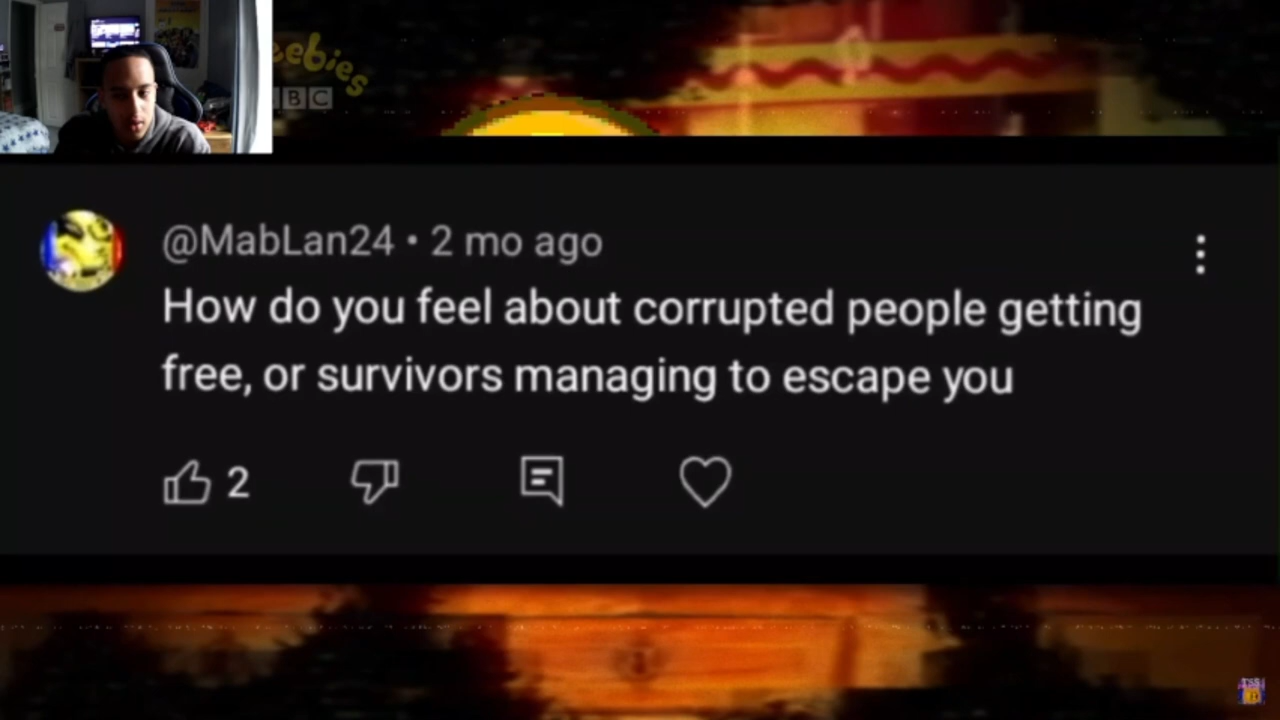 eebies
BBC
@MabLan24 • 2 mo ago
How do you feel about corrupted people getting
free, or survivors managing to escape you
2